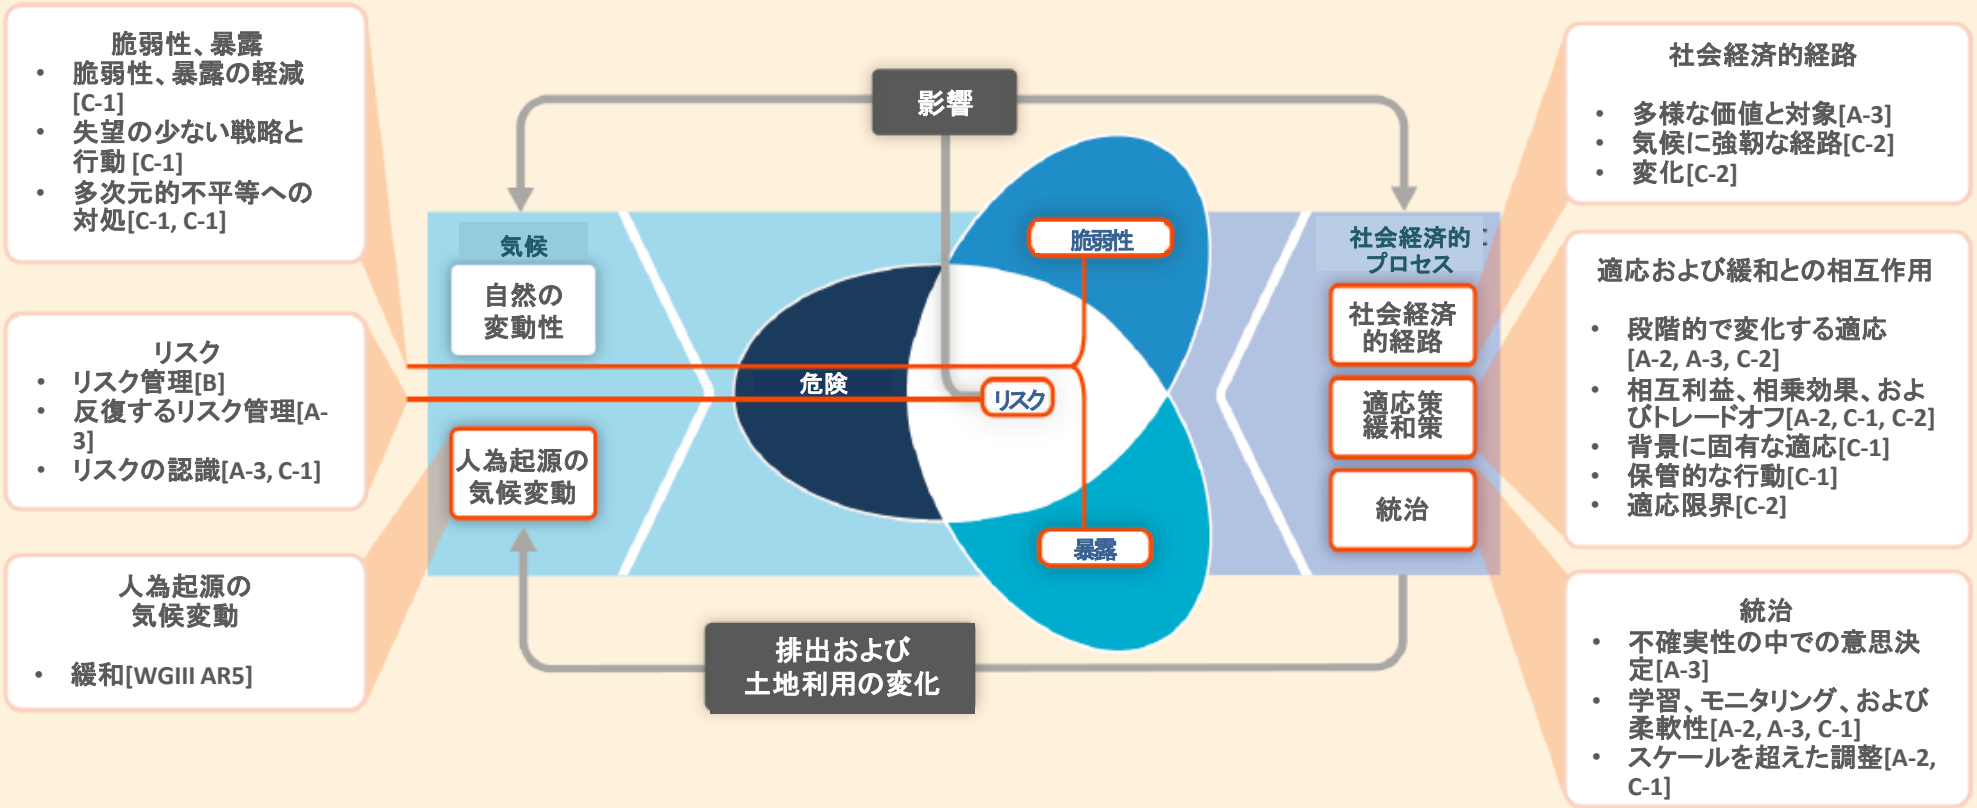 脆弱性、暴露
• 脆弱性、暴露の軽減
[C-1]
• 失望の少ない戦略と
行動 [C-1]
• 多次元的不平等への
対処[C-1, C-1]
リスク
• リスク管理[B]
• 反復するリスク管理[A-
3]
• リスクの認識[A-3, C-1]
人為起源の
気候変動
• 緩和[WGIII AR5]
影響
気候
自然の
変動性
人為起源の
気候変動
危険
脆弱性
リスク
暴露
排出および
土地利用の変化
社会経済的
プロセス
社会経済
的経路
適応策
緩和策
統治
社会経済的経路
• 多様な価値と対象[A-3]
• 気候に強靭な経路[C-2]
• 変化[C-2]
適応および緩和との相互作用
• 段階的で変化する適応
[A-2, A-3, C-2]
• 相互利益、相乗効果、およ
びトレードオフ[A-2, C-1, C-2]
• 背景に固有な適応[C-1]
• 保管的な行動[C-1]
• 適応限界[C-2]
統治
• 不確実性の中での意思決
定[A-3]
• 学習、モニタリング、および
柔軟性[A-2, A-3, C-1]
• スケールを超えた調整[A-2,
C-1]